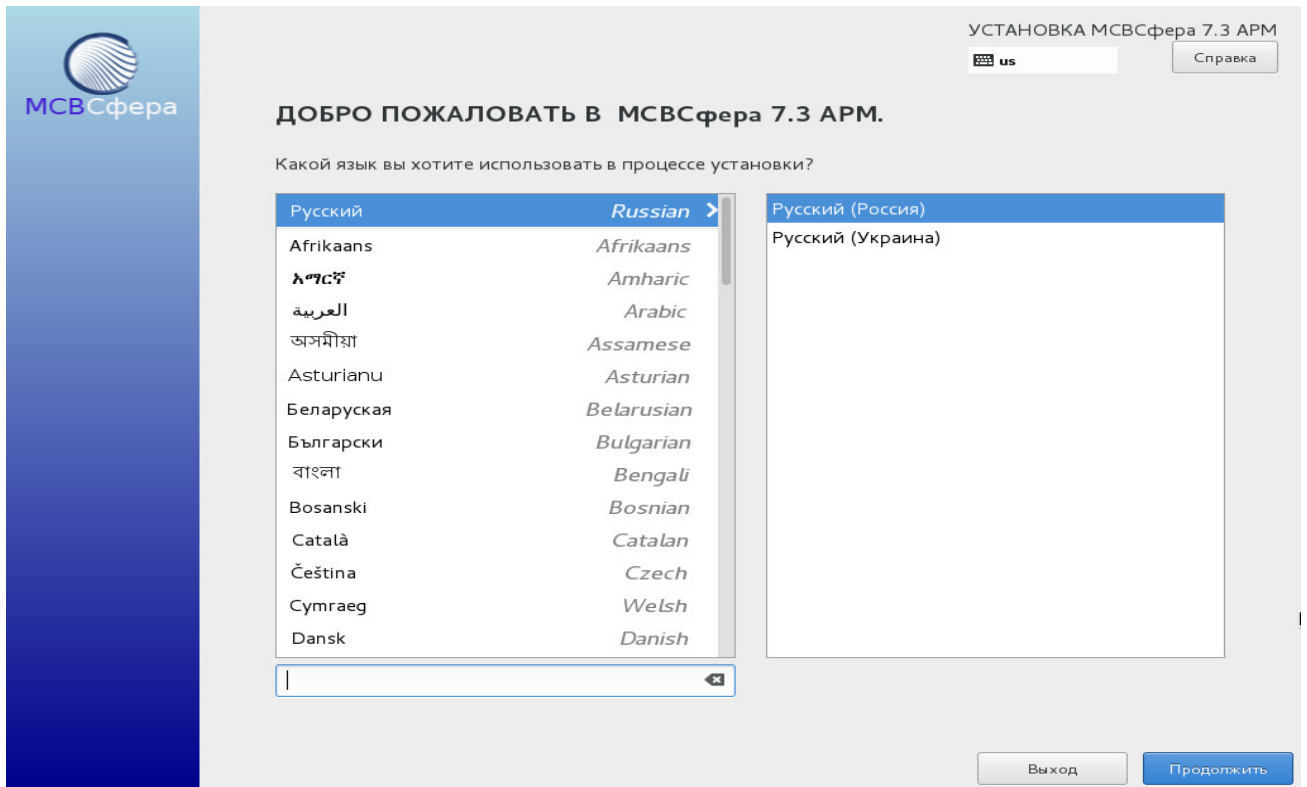 МСВСфера
УСТАНОВКА МСВСфера 7.3 АРМ
us
Справка
ДОБРО ПОЖАЛОВАТЬ В МСВСфера 7.3 АРМ.
Какой язык вы хотите использовать в процессе установки?
Русский Russian
Afrikaans Afrikaans
አማርኛ Amharic
العربية Arabic
অসমীয়া Assamese
Asturianu Asturian
Беларуская Belarusian
Български Bulgarian
বাংলা Bengali
Bosanski Bosnian
Català Catalan
Čeština Czech
Cymraeg Welsh
Dansk Danish
Русский (Россия)
Русский (Украина)
Выход
Продолжить